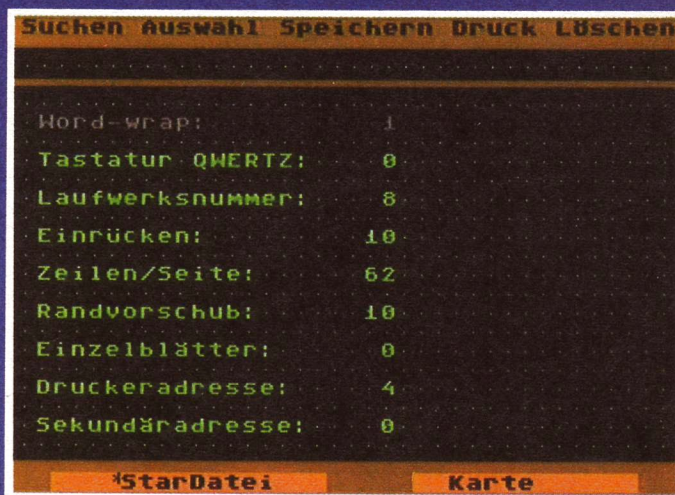 Suchen Auswahl Speichern Druck Löschen
Word-wrap: 1
Tastatur QWERTZ: 0
Laufwerksnummer: 8
Einrücken: 10
Zeilen/Seite: 62
Randvorschub: 10
Einzelblätter: 0
Druckeradresse: 4
Sekundäradresse: 0
*StarDatei Karte